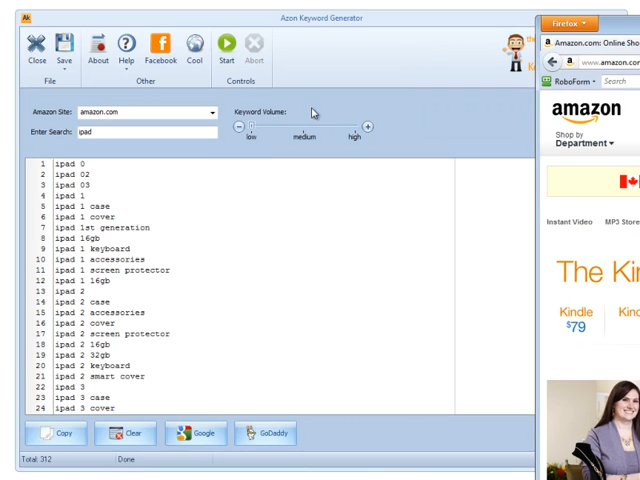 Ak
Azon Keyword Generator
Close
Save
About
Help
Facebook
Cool
Start
Abort
File
Other
Controls
Amazon Site:
amazon.com
Keyword Volume:
Enter Search:
ipad
low
medium
high
1 ipad 0
2 ipad 02
3 ipad 03
4 ipad 1
5 ipad 1 case
6 ipad 1 cover
7 ipad 1st generation
8 ipad 16gb
9 ipad 1 keyboard
10 ipad 1 accessories
11 ipad 1 screen protector
12 ipad 1 16gb
13 ipad 2
14 ipad 2 case
15 ipad 2 accessories
16 ipad 2 cover
17 ipad 2 screen protector
18 ipad 2 16gb
19 ipad 2 32gb
20 ipad 2 keyboard
21 ipad 2 smart cover
22 ipad 3
23 ipad 3 case
24 ipad 3 cover
Copy
Clear
Google
GoDaddy
Total: 312
Done
Firefox
Amazon.com: Online Sho
www.amazon.com
RoboForm
Search
amazon
Shop by
Department
Instant Video
MP3 Store
The Ki
Kindle
$79